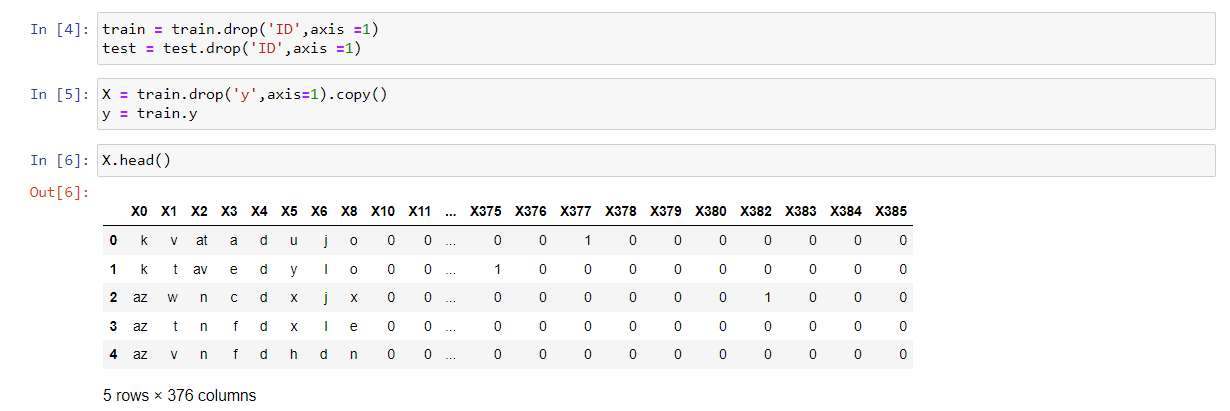 In [4]: train = train.drop('ID',axis =1)
test = test.drop('ID',axis =1)
In [5]: X = train.drop('y',axis=1).copy()
y = train.y
In [6]: X.head()
Out[6]:
X0 X1 X2 X3 X4 X5 X6 X8 X10 X11 ... X375 X376 X377 X378 X379 X380 X382 X383 X384 X385
0 k v at a d u j o 0 0 ... 0 0 1 0 0 0 0 0 0 0
1 k t av e d y l o 0 0 ... 1 0 0 0 0 0 0 0 0 0
2 az w n c d x j x 0 0 ... 0 0 0 0 0 0 1 0 0 0
3 az t n f d x l e 0 0 ... 0 0 0 0 0 0 0 0 0 0
4 az v n f d h d n 0 0 ... 0 0 0 0 0 0 0 0 0 0
5 rows × 376 columns